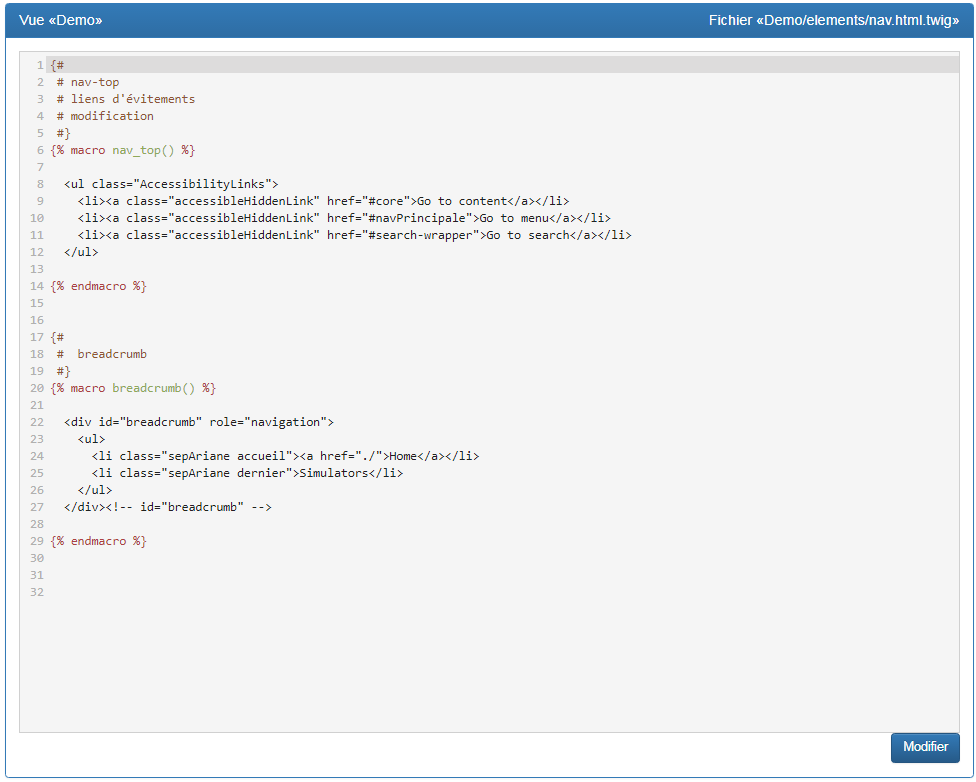 Vue «Demo»
Fichier «Demo/elements/nav.html.twig»
1 {#
2  # nav-top
3  # liens d'évitements
4  # modification
5  #}
6 {% macro nav_top() %}
7
8   <ul class="AccessibilityLinks">
9     <li><a class="accessibleHiddenLink" href="#core">Go to content</a></li>
10     <li><a class="accessibleHiddenLink" href="#navPrincipale">Go to menu</a></li>
11     <li><a class="accessibleHiddenLink" href="#search-wrapper">Go to search</a></li>
12   </ul>
13
14 {% endmacro %}
15
16
17 {#
18  #  breadcrumb
19  #}
20 {% macro breadcrumb() %}
21
22   <div id="breadcrumb" role="navigation">
23     <ul>
24       <li class="sepAriane accueil"><a href="./">Home</a></li>
25       <li class="sepAriane dernier">Simulators</li>
26     </ul>
27   </div><!-- id="breadcrumb" -->
28
29 {% endmacro %}
30
31
32
Modifier